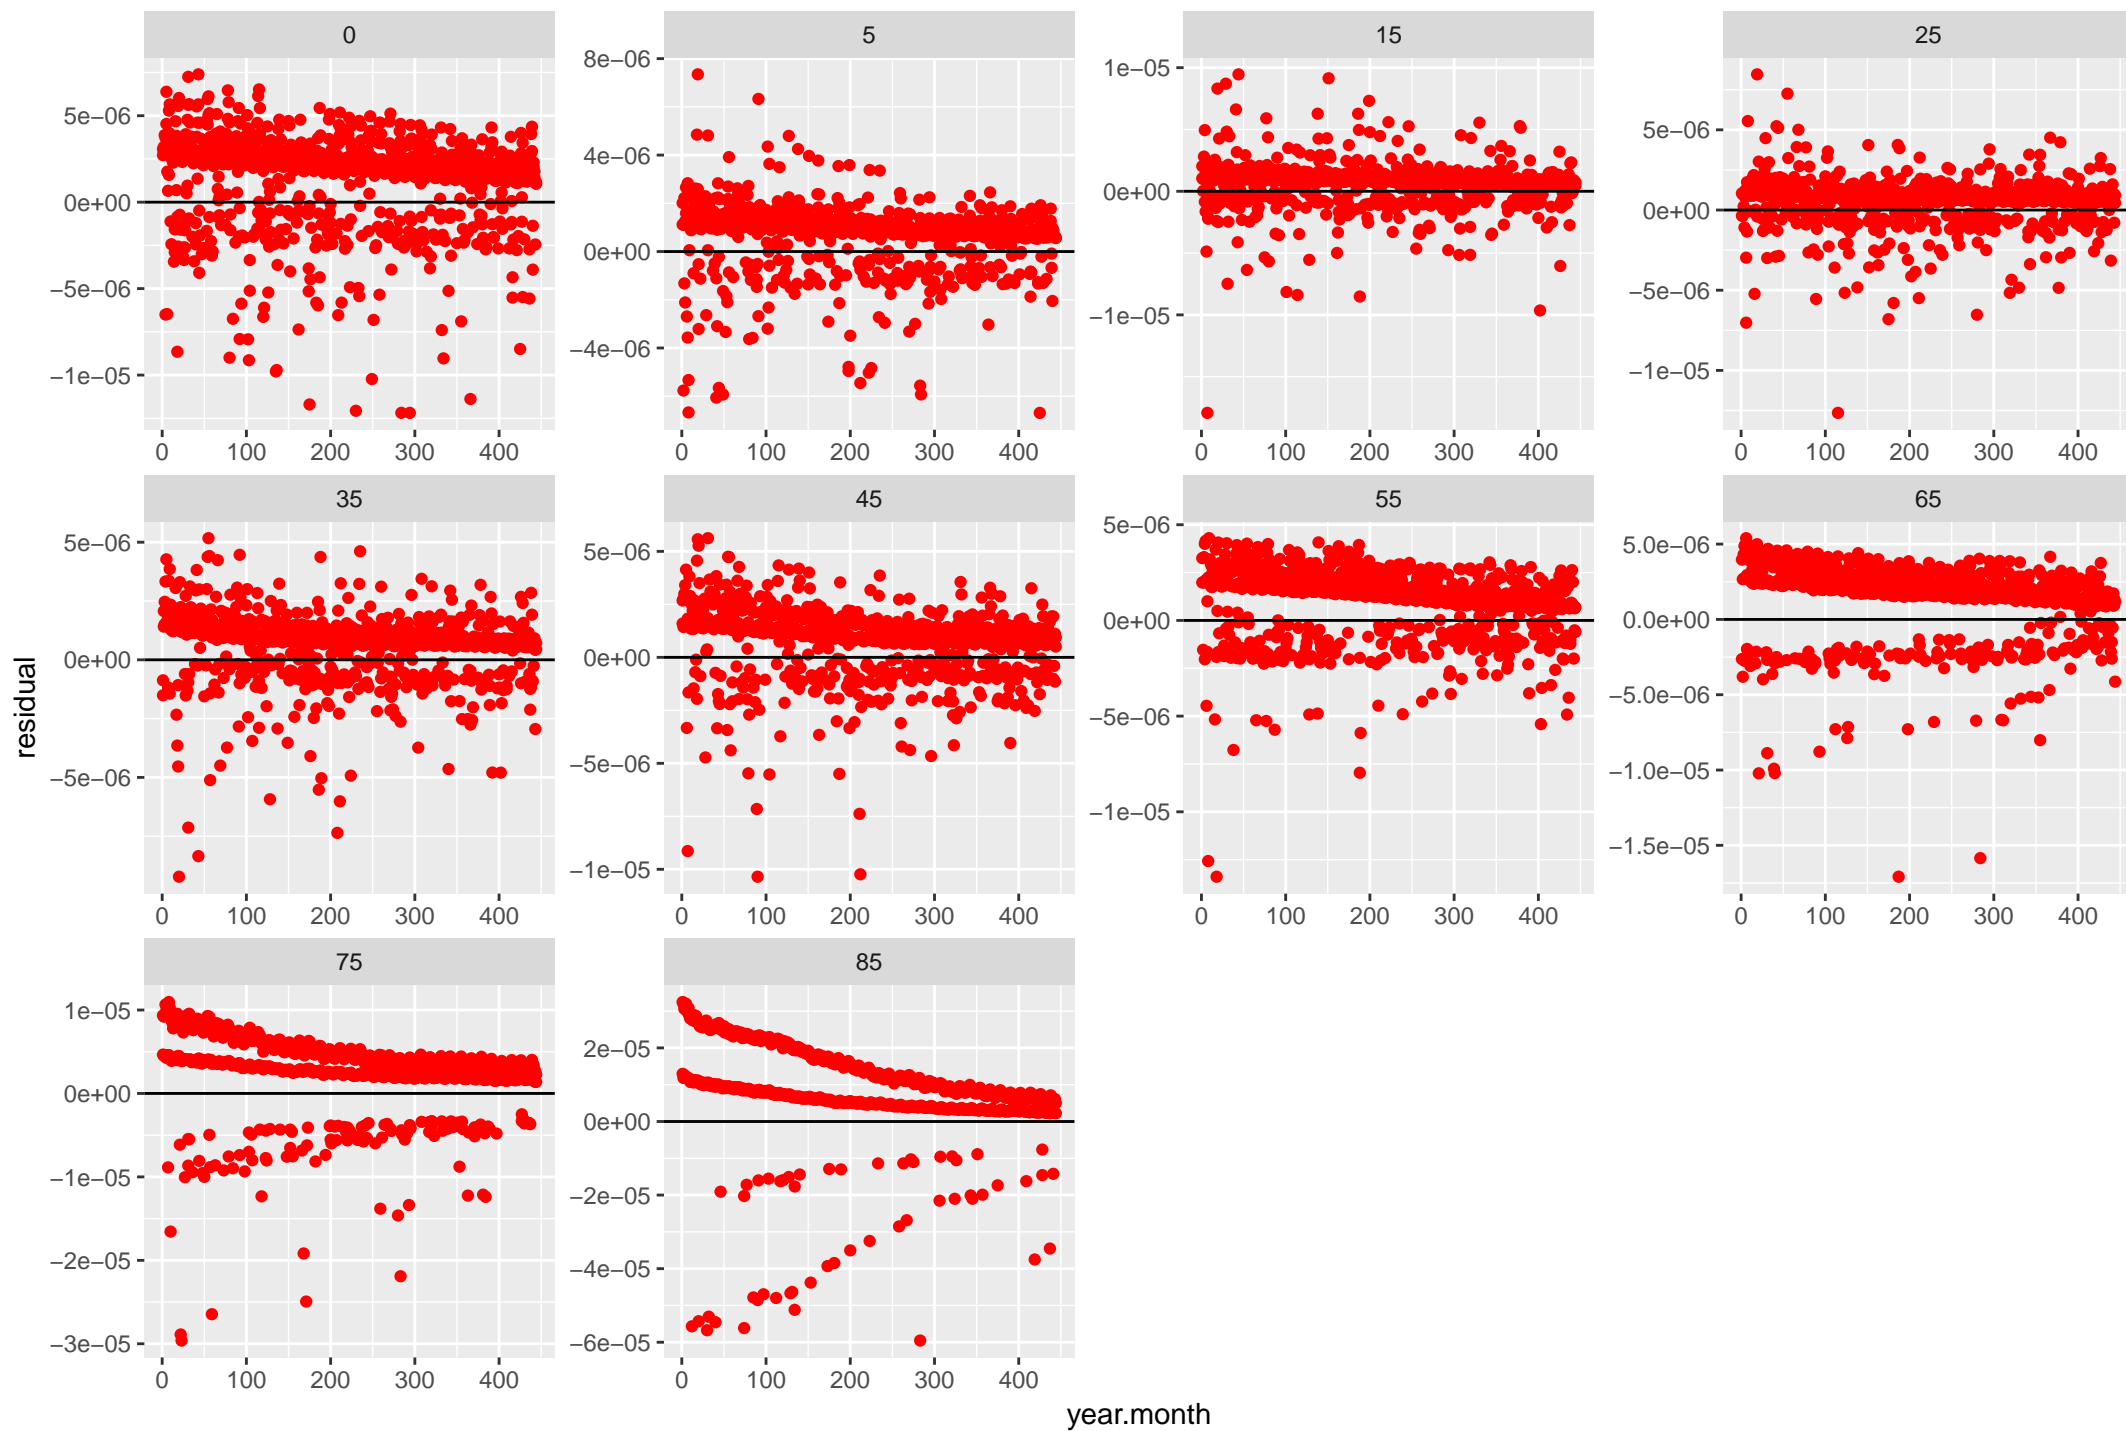 0 5 15 25
5e−06
0e+00
−5e−06
−1e−05
8e−06
4e−06
0e+00
−4e−06
1e−05
0e+00
−1e−05
5e−06
0e+00
−5e−06
−1e−05
0 100 200 300 400
0 100 200 300 400
0 100 200 300 400
0 100 200 300 400
35 45 55 65
5e−06
0e+00
−5e−06
5e−06
0e+00
−5e−06
−1e−05
5e−06
0e+00
−5e−06
−1e−05
5.0e−06
0.0e+00
−5.0e−06
−1.0e−05
−1.5e−05
0 100 200 300 400
0 100 200 300 400
0 100 200 300 400
0 100 200 300 400
75 85
1e−05
0e+00
−1e−05
−2e−05
−3e−05
2e−05
0e+00
−2e−05
−4e−05
−6e−05
0 100 200 300 400
0 100 200 300 400
residual
year.month